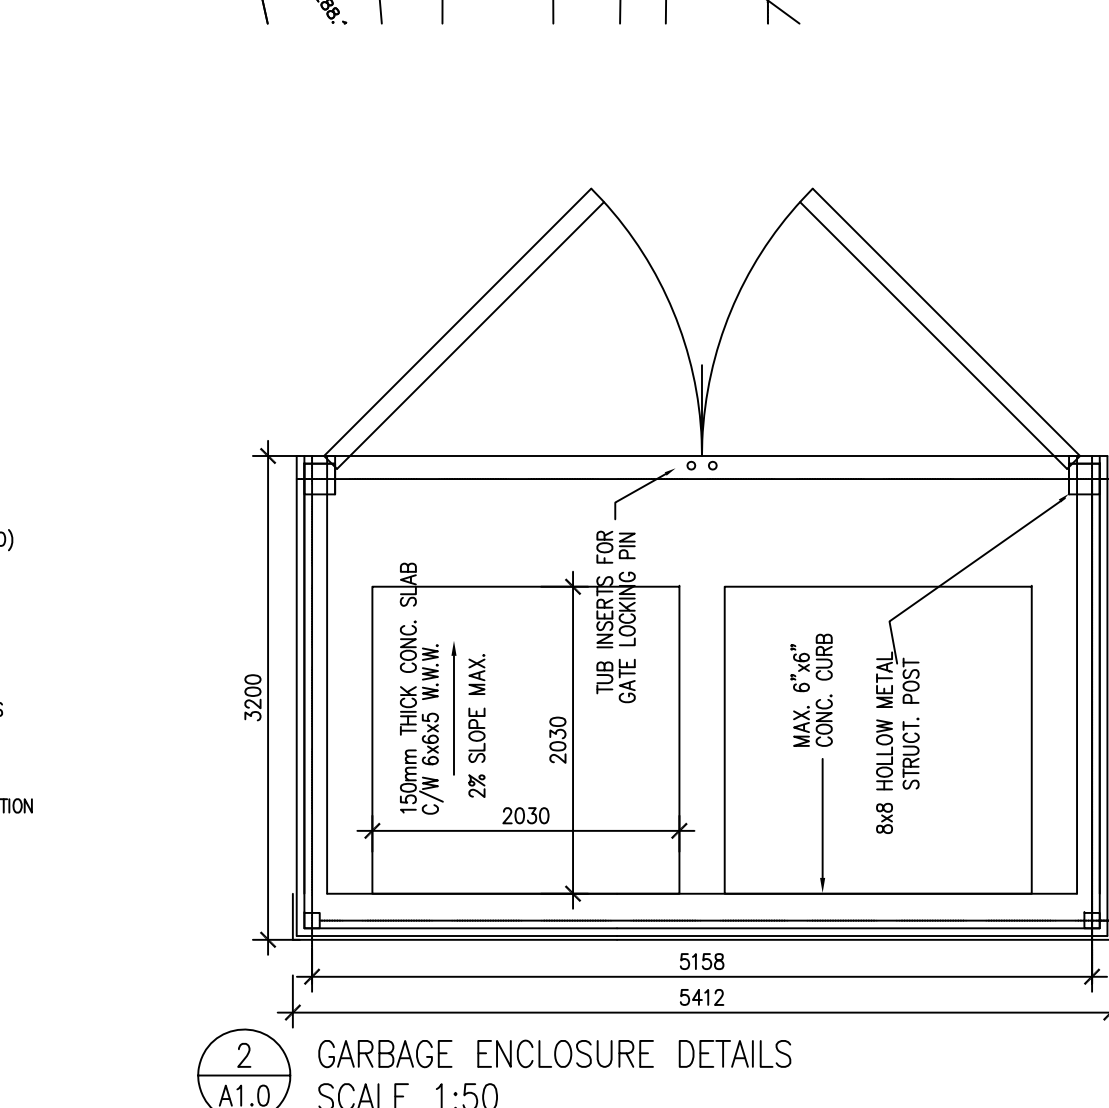 288.
3200
150mm THICK CONC. SLAB
C/W 6x6x5 W.W.W.
2% SLOPE MAX.
2030
2030
TUB INSERTS FOR
GATE LOCKING PIN
MAX. 6"x6"
CONC. CURB
8x8 HOLLOW METAL
STRUCT. POST
5158
5412
2
A1.0
GARBAGE ENCLOSURE DETAILS
SCALE 1:50